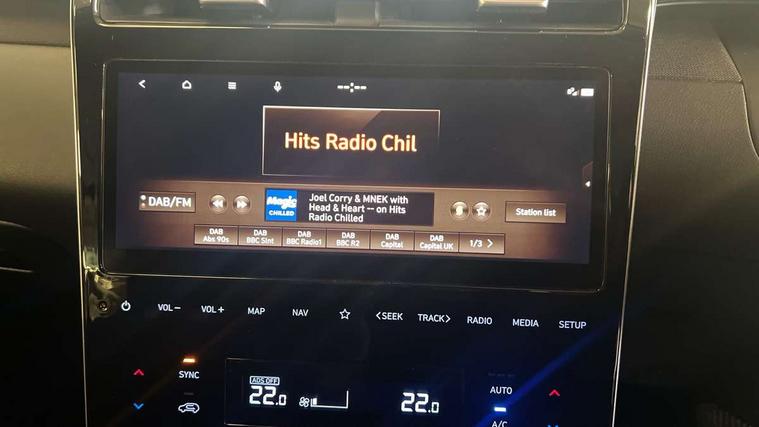 --:--
Hits Radio Chil
DAB/FM
Magic
CHILLED
Joel Corry & MNEK with
Head & Heart -- on Hits
Radio Chilled
Station list
DAB
Abs 90s
DAB
BBC Sint
DAB
BBC Radio1
DAB
BBC R2
DAB
Capital
DAB
Capital UK
1/3 >
VOL− VOL+ MAP NAV <SEEK TRACK> RADIO MEDIA SETUP
SYNC
AQS OFF
22.0
22.0
AUTO
A/C